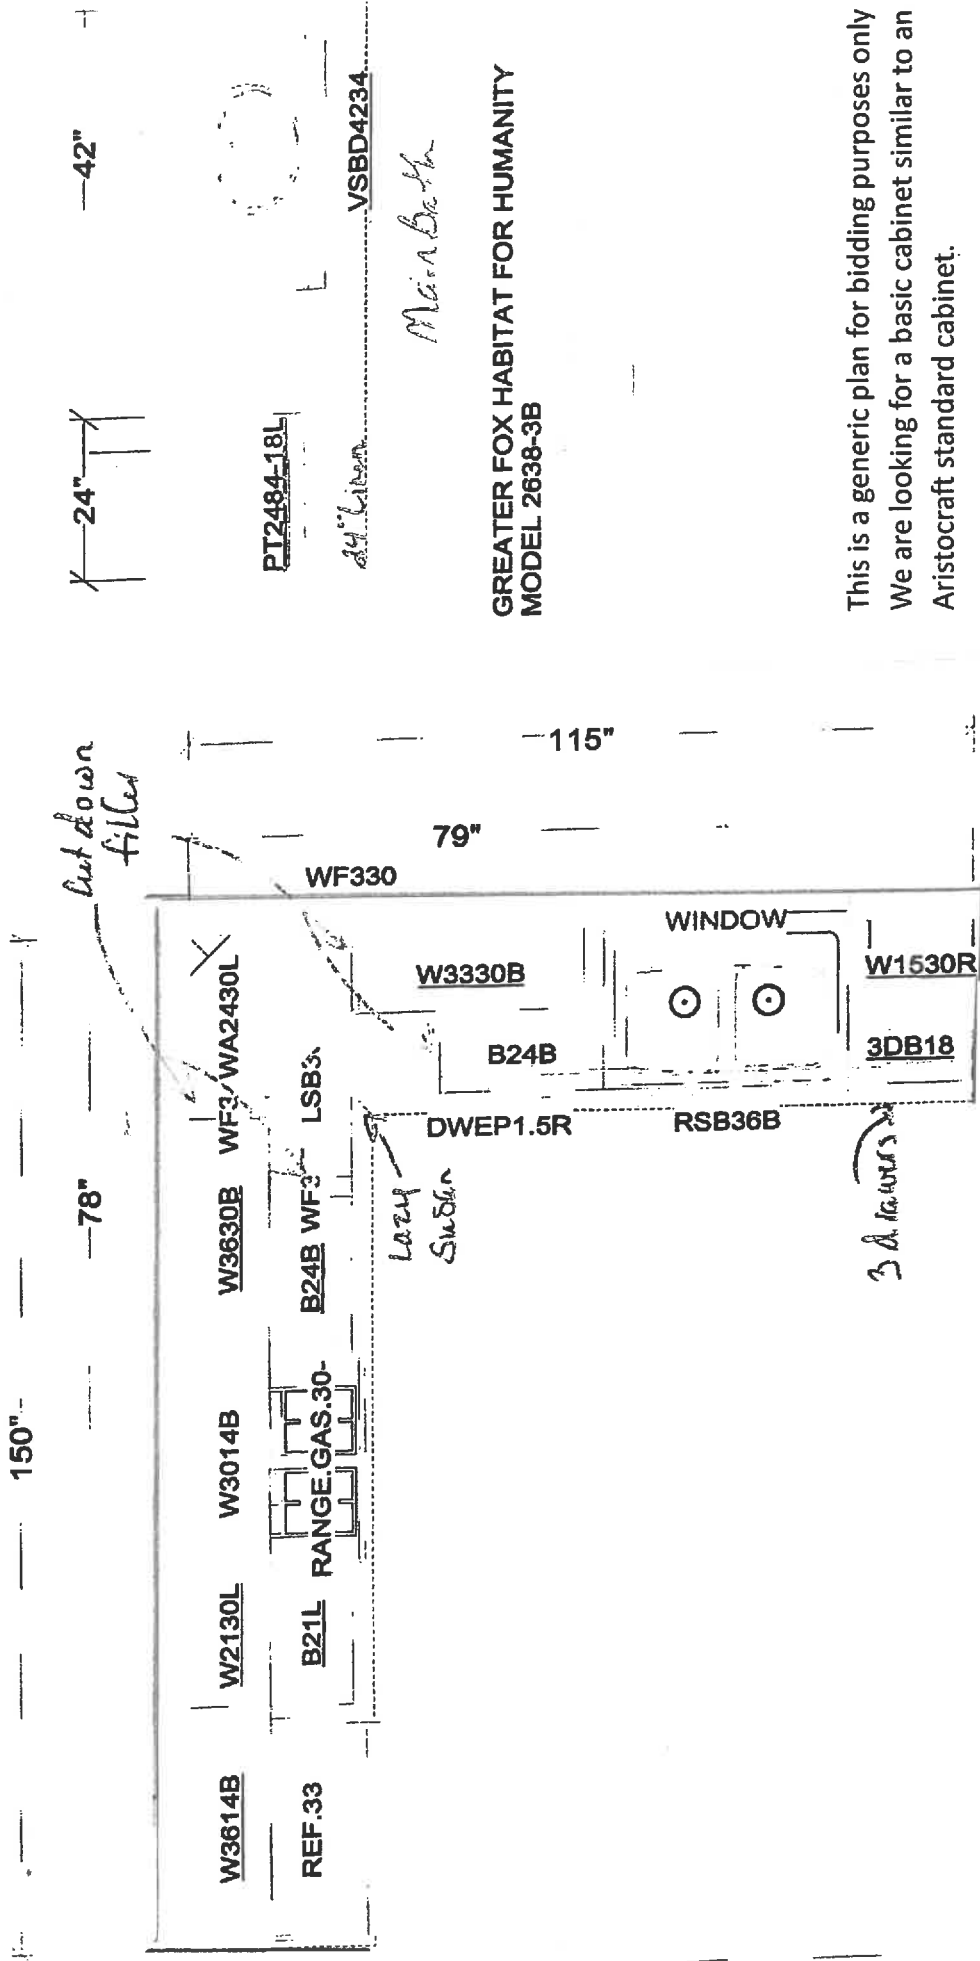 150"
78"
Cut down
filler
W3614B
W2130L
W3014B
W3630B
WF3
WA2430L
REF.33
B21L
RANGE.GAS.30-
B24B
WF3
LSB3
Lazy
Susan
WF330
79"
115"
W3330B
B24B
DWEP1.5R
WINDOW
RSB36B
W1530R
3DB18
3 drawers
24"
42"
PT2484-18L
24" Linen
VSBD4234
Main Bath
GREATER FOX HABITAT FOR HUMANITY
MODEL 2638-3B
This is a generic plan for bidding purposes only
We are looking for a basic cabinet similar to an
Aristocraft standard cabinet.